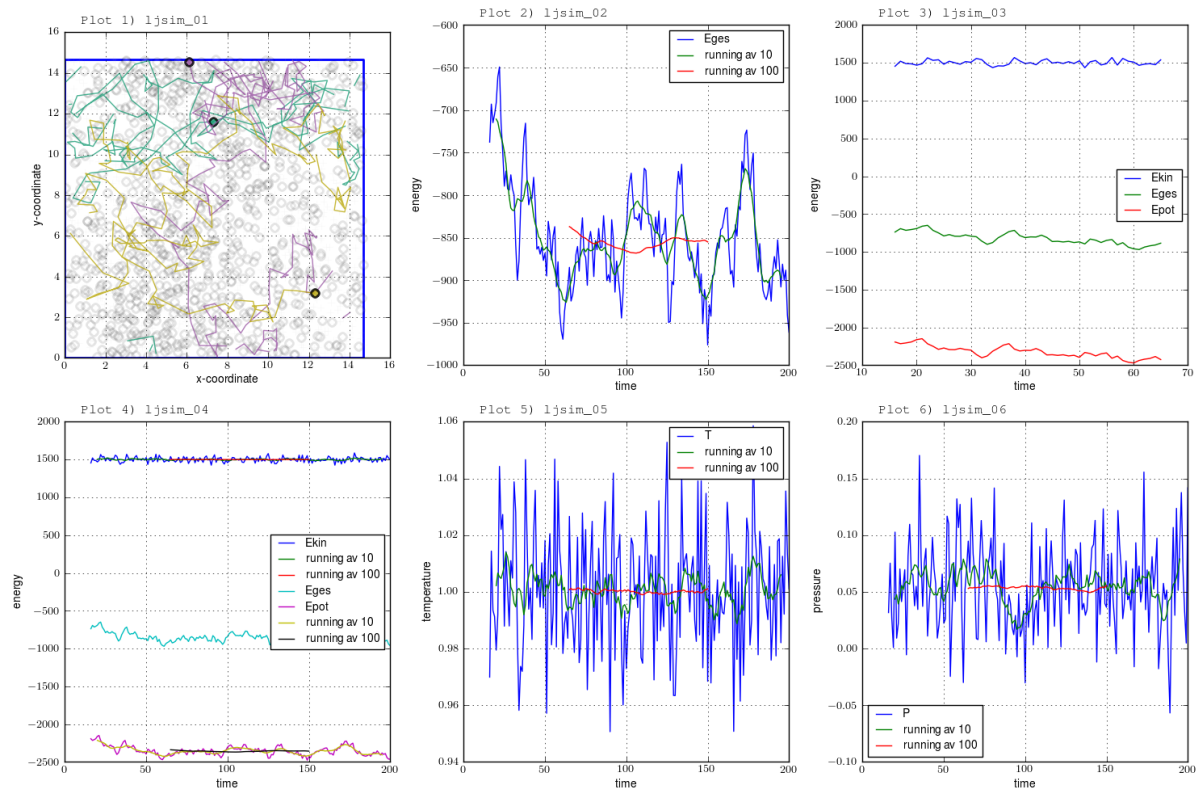 Plot 1) ljsim_01
16
14
12
10
8
6
4
2
0
y-coordinate
0 2 4 6 8 10 12 14 16
x-coordinate
Plot 2) ljsim_02
−600
−650
−700
−750
−800
−850
−900
−950
−1000
energy
Eges
running av 10
running av 100
0 50 100 150 200
time
Plot 3) ljsim_03
2000
1500
1000
500
0
−500
−1000
−1500
−2000
−2500
energy
Ekin
Eges
Epot
10 20 30 40 50 60 70
time
Plot 4) ljsim_04
2000
1500
1000
500
0
−500
−1000
−1500
−2000
−2500
energy
Ekin
running av 10
running av 100
Eges
Epot
running av 10
running av 100
0 50 100 150 200
time
Plot 5) ljsim_05
1.06
1.04
1.02
1.00
0.98
0.96
0.94
temperature
T
running av 10
running av 100
0 50 100 150 200
time
Plot 6) ljsim_06
0.20
0.15
0.10
0.05
0.00
−0.05
−0.10
pressure
P
running av 10
running av 100
0 50 100 150 200
time